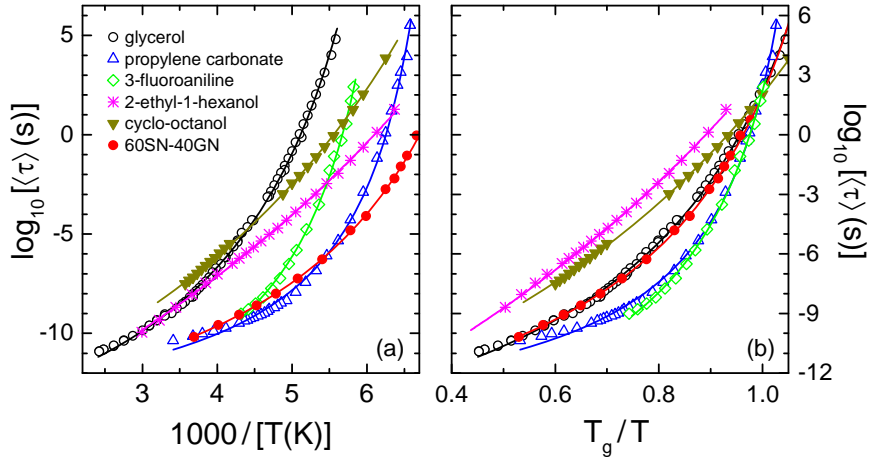 glycerol
propylene carbonate
3-fluoroaniline
2-ethyl-1-hexanol
cyclo-octanol
60SN-40GN
5
0
-5
-10
log₁₀ [⟨τ⟩ (s)]
(a)
3
4
5
6
1000 / [T(K)]
6
3
0
-3
-6
-9
-12
log₁₀ [⟨τ⟩ (s)]
(b)
0.4
0.6
0.8
1.0
T_g / T